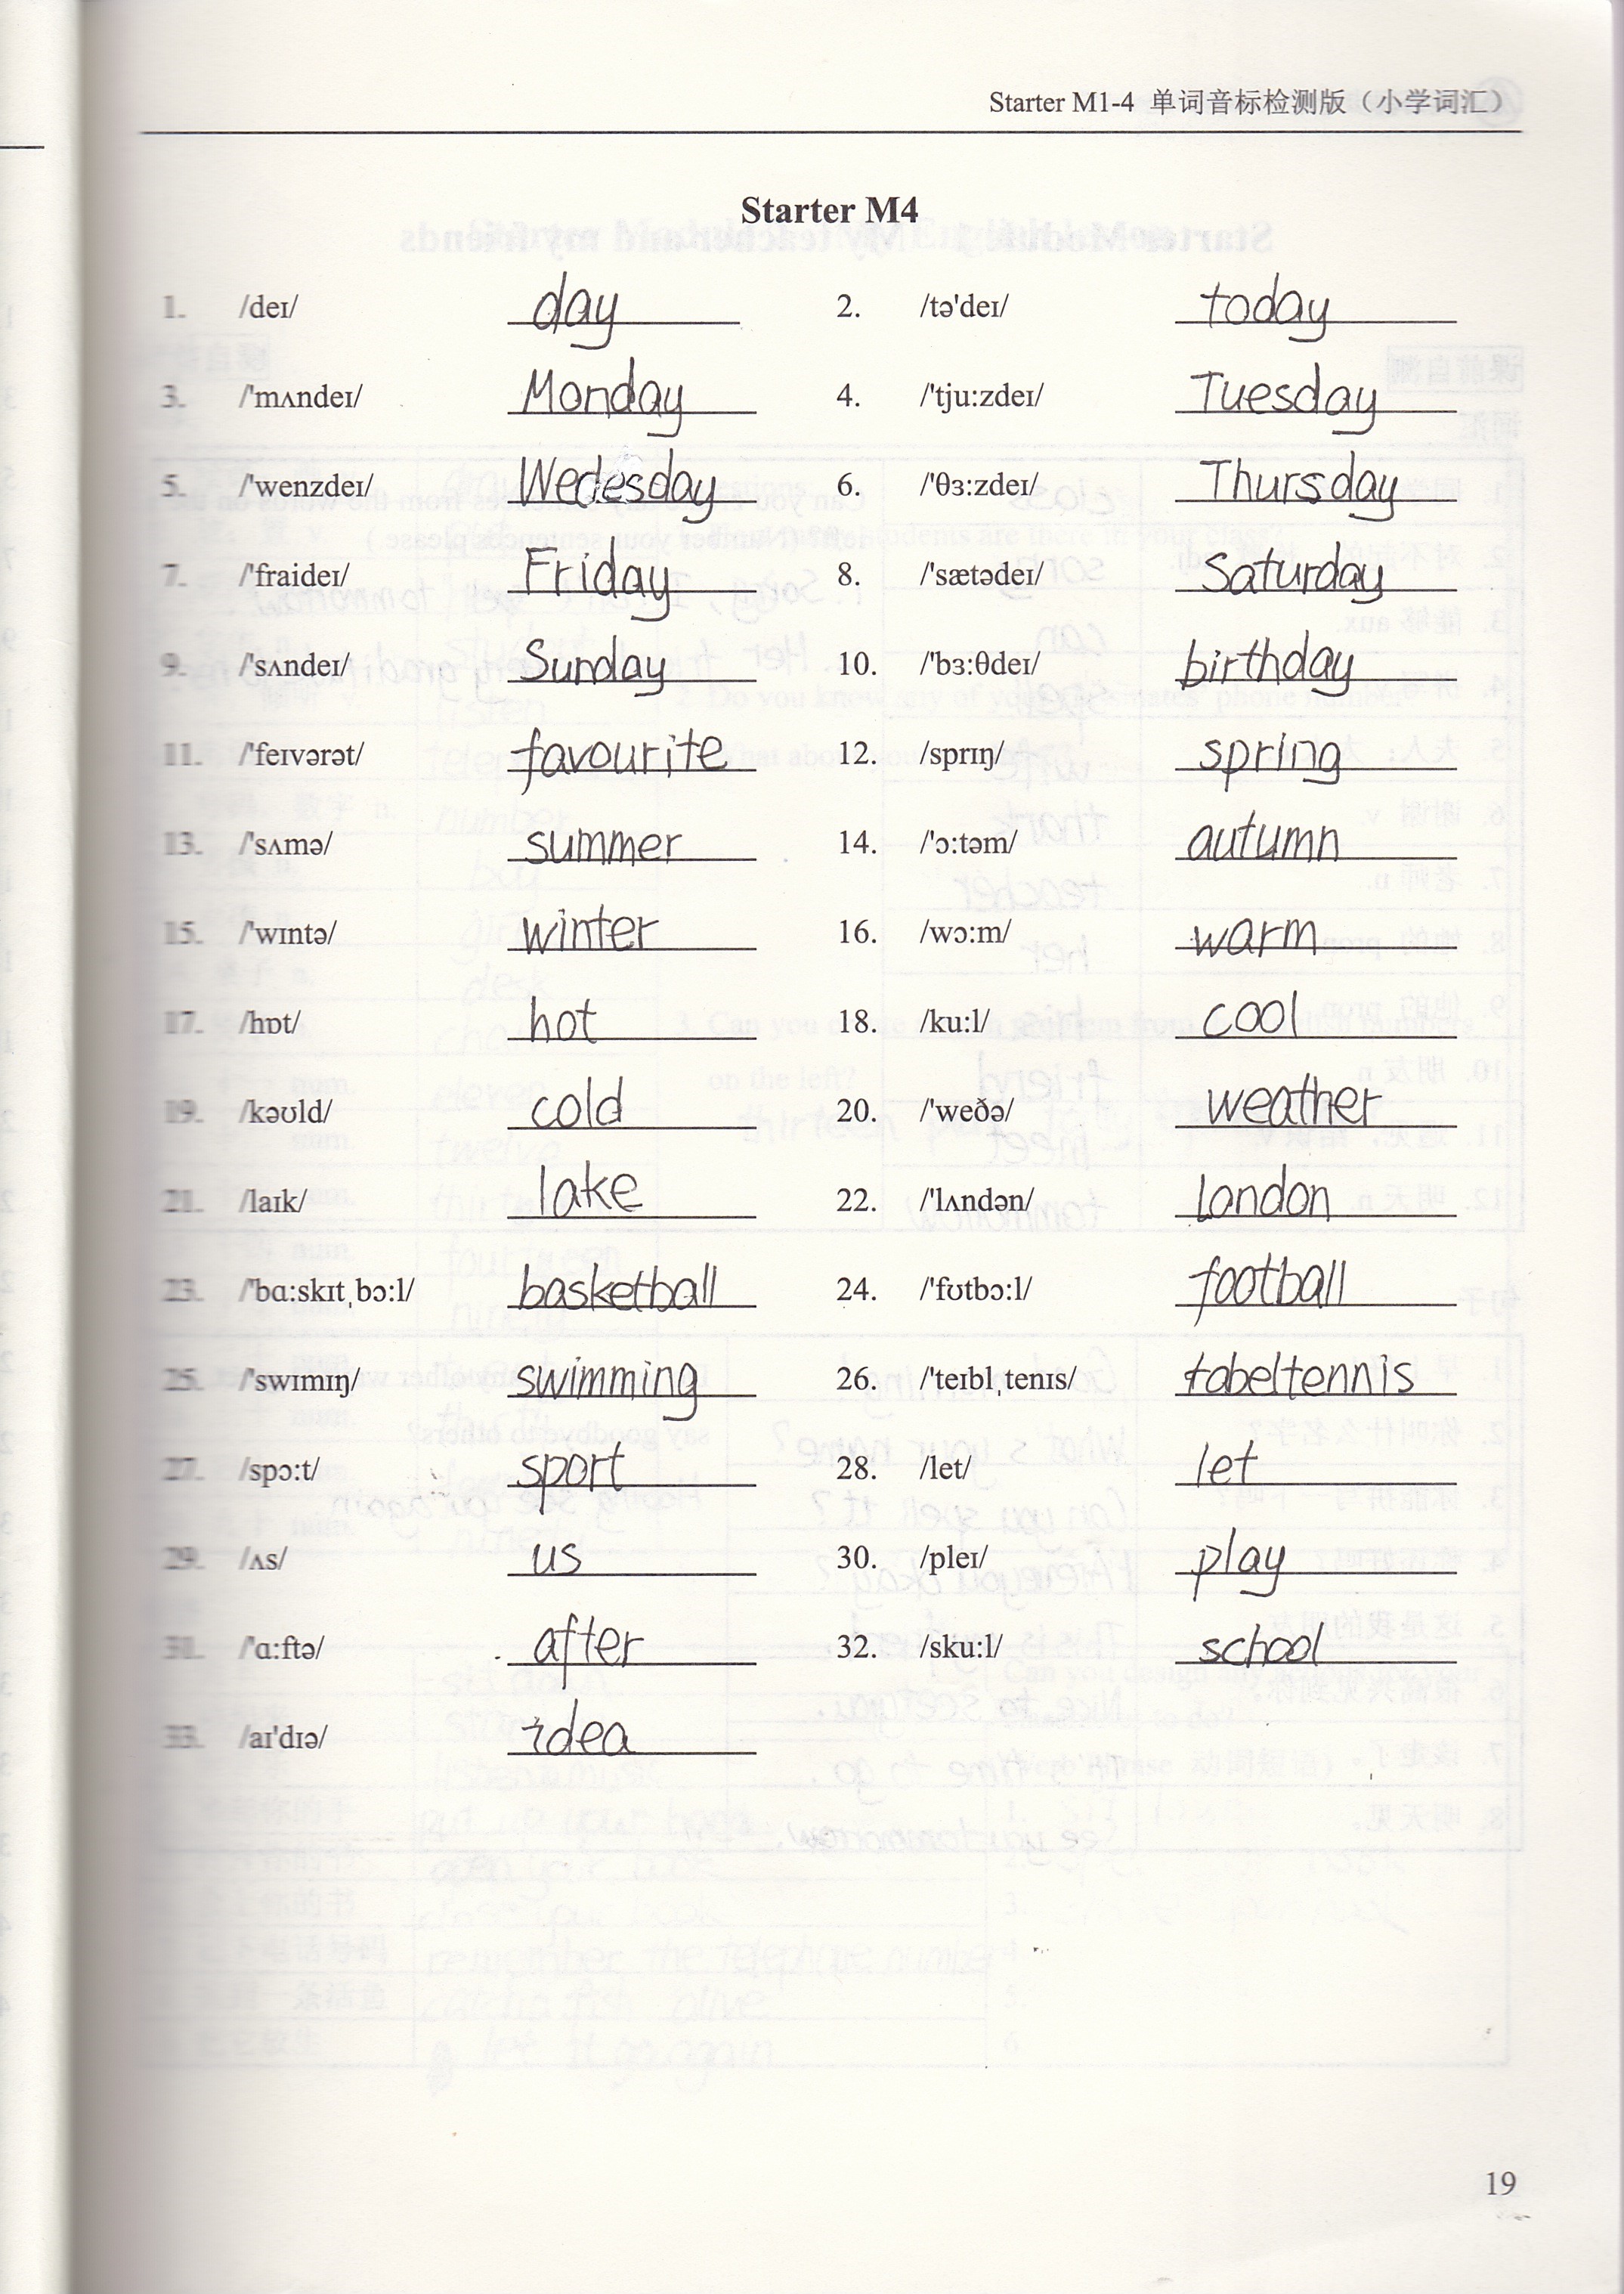 Starter M1-4 单词音标检测版（小学词汇）
Starter M4
1. /deɪ/ day 2. /tə'deɪ/ today
3. /'mʌndeɪ/ Monday 4. /'tju:zdeɪ/ Tuesday
5. /'wenzdeɪ/ Wedesday 6. /'θɜ:zdeɪ/ Thursday
7. /'fraideɪ/ Friday 8. /'sætədeɪ/ Saturday
9. /'sʌndeɪ/ Sunday 10. /'bɜ:θdeɪ/ birthday
11. /'feɪvərət/ favourite 12. /sprɪŋ/ spring
13. /'sʌmə/ summer 14. /'ɔ:təm/ autumn
15. /'wɪntə/ winter 16. /wɔ:m/ warm
17. /hɒt/ hot 18. /ku:l/ cool
19. /kəʊld/ cold 20. /'weðə/ weather
21. /laɪk/ lake 22. /'lʌndən/ London
23. /'bɑ:skɪtˌbɔ:l/ basketball 24. /'fʊtbɔ:l/ football
25. /'swɪmɪŋ/ swimming 26. /'teɪblˌtenɪs/ tabeltennis
27. /spɔ:t/ sport 28. /let/ let
29. /ʌs/ us 30. /pleɪ/ play
31. /'ɑ:ftə/ after 32. /sku:l/ school
33. /aɪ'dɪə/ idea
19